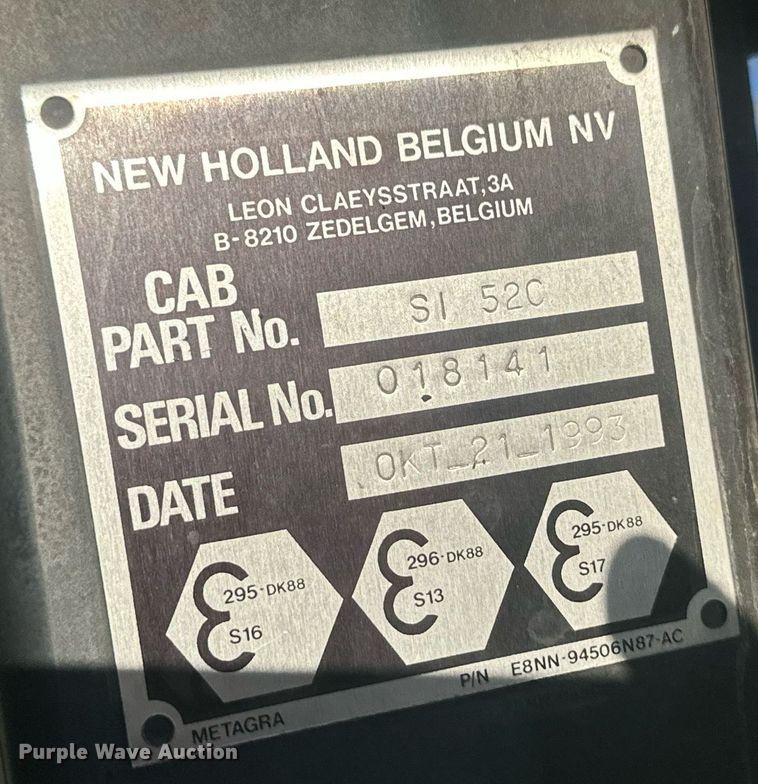 NEW HOLLAND BELGIUM NV
LEON CLAEYSSTRAAT,3A
B-8210 ZEDELGEM, BELGIUM
CAB
PART No. SI 52C
SERIAL No. 018141
DATE OKT_21_1993
295-DK88
S16
296-DK88
S13
295-DK88
S17
METAGRA
P/N E8NN-94506N87-AC
Purple Wave Auction